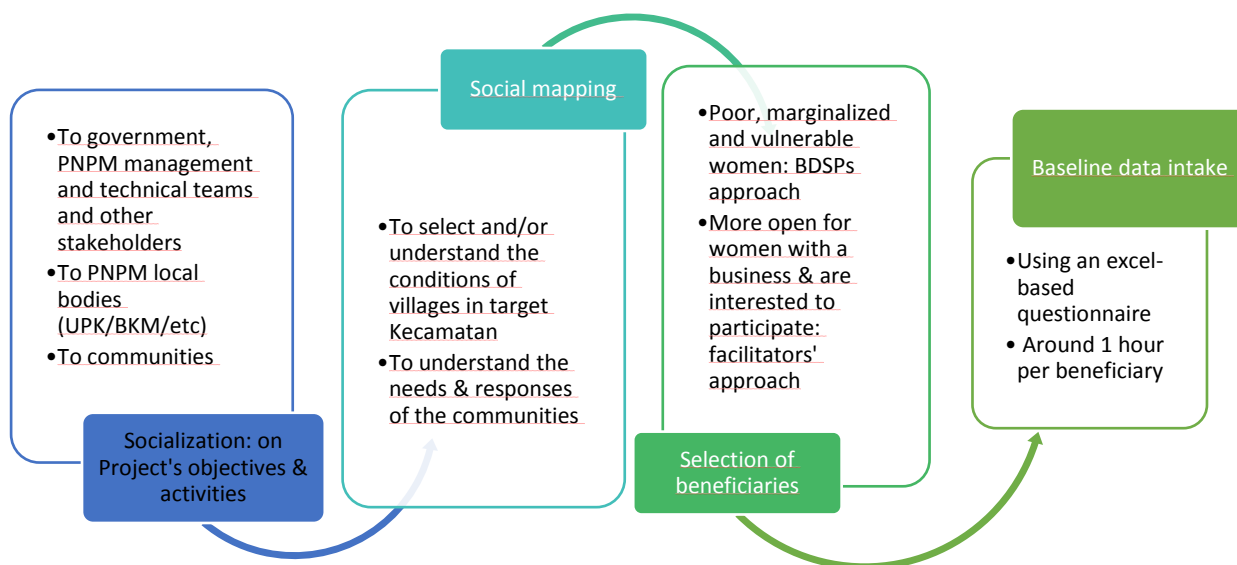 •To government,
PNPM management
and technical teams
and other
stakeholders
•To PNPM local
bodies
(UPK/BKM/etc)
•To communities
Socialization: on
Project's objectives &
activities
Social mapping
•To select and/or
understand the
conditions of
villages in target
Kecamatan
•To understand the
needs & responses
of the communities
•Poor, marginalized
and vulnerable
women: BDSPs
approach
•More open for
women with a
business & are
interested to
participate:
facilitators'
approach
Selection of
beneficiaries
Baseline data intake
•Using an excel-
based
questionnaire
• Around 1 hour
per beneficiary